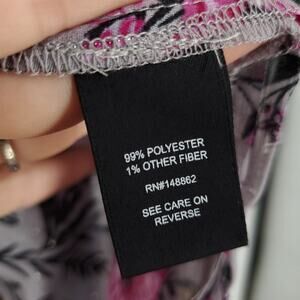 99% POLYESTER
1% OTHER FIBER
RN#148862
SEE CARE ON
REVERSE